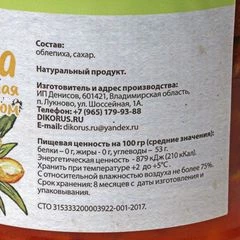 Состав:
облепиха, сахар.
Натуральный продукт.
Изготовитель и адрес производства:
ИП Денисов, 601421, Владимирская область,
п. Лукново, ул. Шоссейная, 1А.
Телефон: +7 (965) 179-93-88
DIKORUS.RU
E-mail: dikorus.ru@yandex.ru
Пищевая ценность на 100 гр (средние значения):
белки – 0 г, жиры - 0 г, углеводы – 53 г.
Энергетическая ценность - 879 кДж (210 кКал).
Хранить при температуре +2 до +5°С.
С относительной влажностью воздуха не более 75%.
Срок хранения: 8 месяцев с даты изготовления и
упаковывания.
СТО 315333200003922-001-2017.